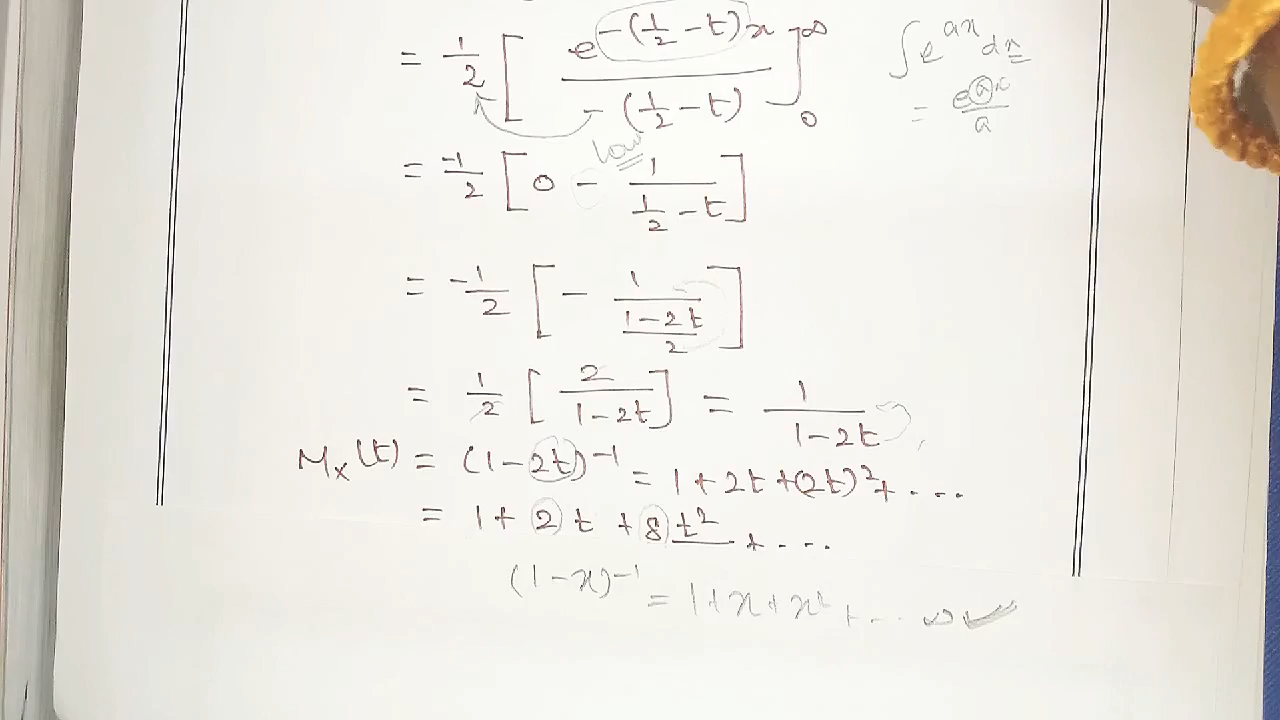 = 1/2 [ e^{-(1/2 - t)x} / -(1/2 - t) ]_0^∞
∫e^{ax} dx
= e^{ax}/a
low
= -1/2 [ 0 - 1/(1/2 - t) ]
= -1/2 [ - 1/((1-2t)/2) ]
= 1/2 [ 2/(1-2t) ] = 1/(1-2t)
M_X(t) = (1-2t)^{-1} = 1+2t+(2t)^2+...
= 1+2t+8t^2+...
(1-x)^{-1} = 1+x+x^2+...∞